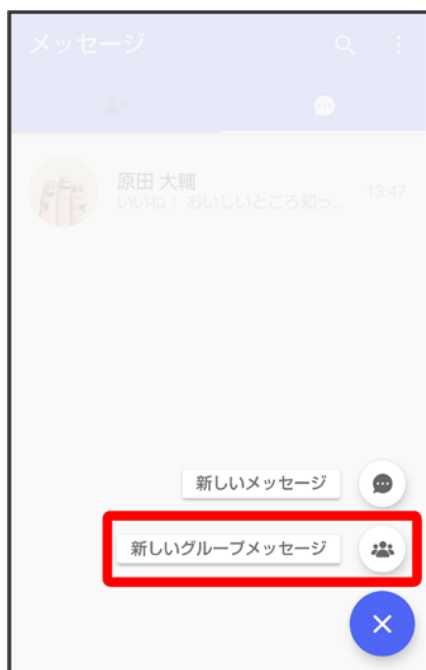 メッセージ
原田 大輔
いいね！ おいしいところ知っ...
13:47
新しいメッセージ
新しいグループメッセージ